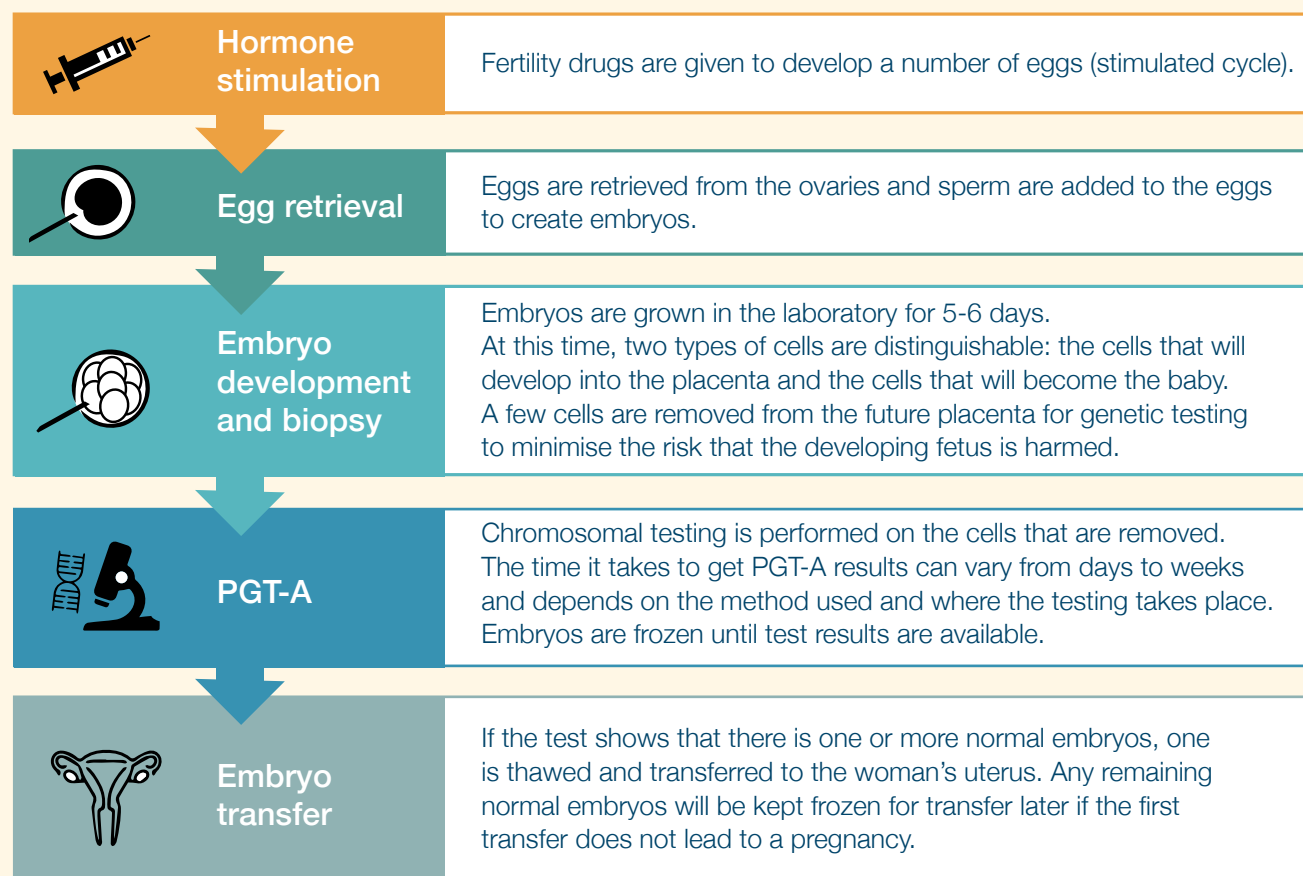 Hormone
stimulation
Fertility drugs are given to develop a number of eggs (stimulated cycle).
Egg retrieval
Eggs are retrieved from the ovaries and sperm are added to the eggs
to create embryos.
Embryo
development
and biopsy
Embryos are grown in the laboratory for 5-6 days.
At this time, two types of cells are distinguishable: the cells that will
develop into the placenta and the cells that will become the baby.
A few cells are removed from the future placenta for genetic testing
to minimise the risk that the developing fetus is harmed.
PGT-A
Chromosomal testing is performed on the cells that are removed.
The time it takes to get PGT-A results can vary from days to weeks
and depends on the method used and where the testing takes place.
Embryos are frozen until test results are available.
Embryo
transfer
If the test shows that there is one or more normal embryos, one
is thawed and transferred to the woman’s uterus. Any remaining
normal embryos will be kept frozen for transfer later if the first
transfer does not lead to a pregnancy.